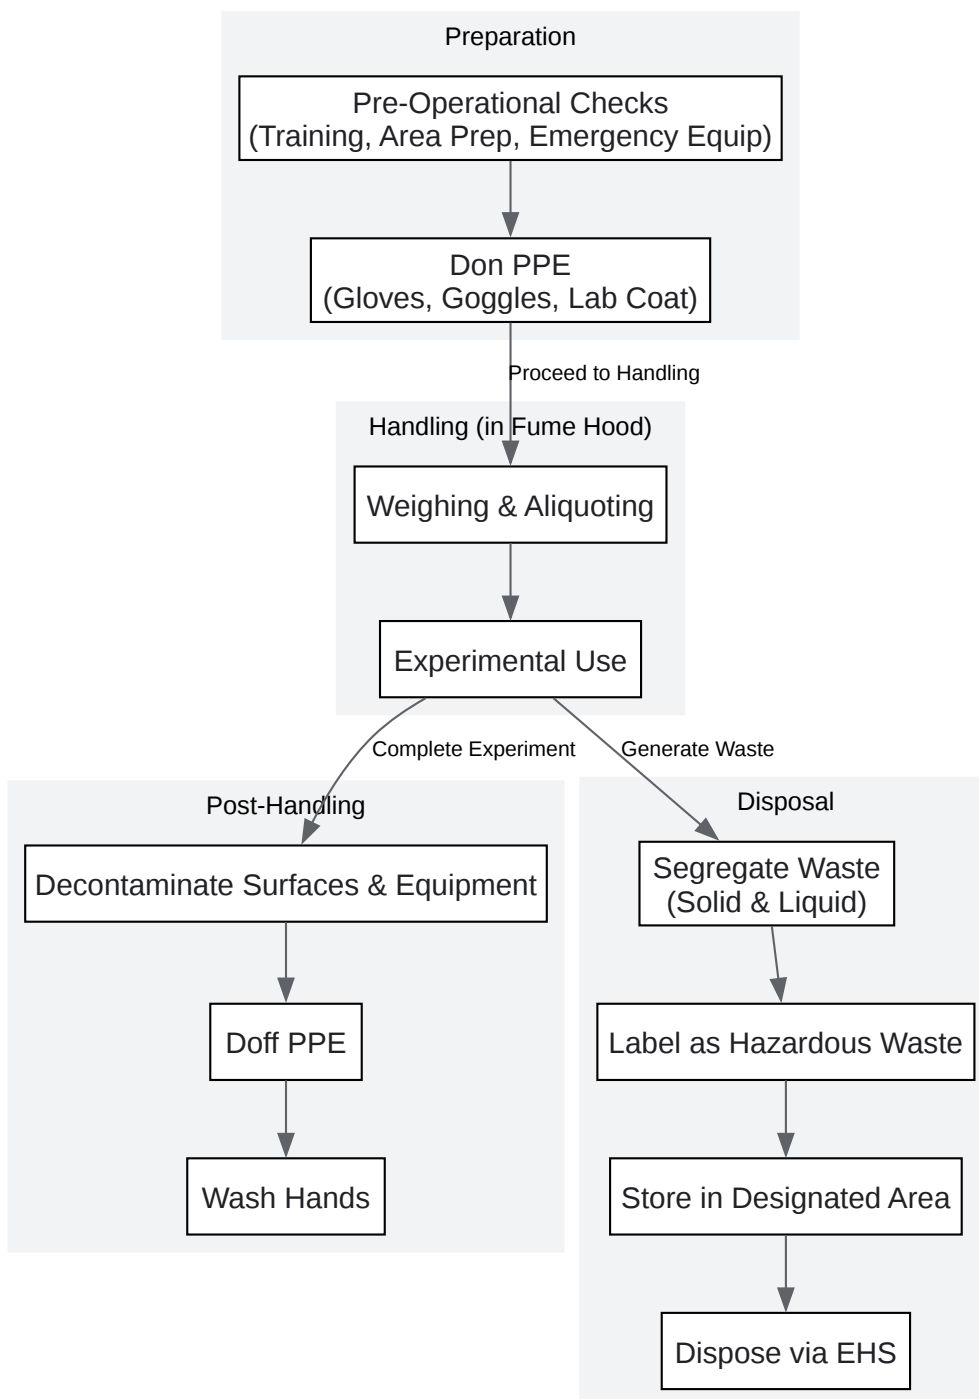 Preparation
Pre-Operational Checks
(Training, Area Prep, Emergency Equip)
Don PPE
(Gloves, Goggles, Lab Coat)
Proceed to Handling
Handling (in Fume Hood)
Weighing & Aliquoting
Experimental Use
Complete Experiment
Generate Waste
Post-Handling
Decontaminate Surfaces & Equipment
Doff PPE
Wash Hands
Disposal
Segregate Waste
(Solid & Liquid)
Label as Hazardous Waste
Store in Designated Area
Dispose via EHS